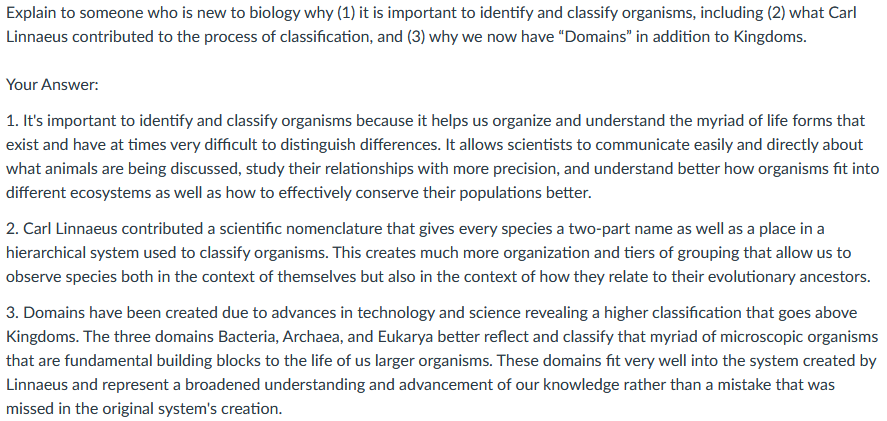 Explain to someone who is new to biology why (1) it is important to identify and classify organisms, including (2) what Carl
Linnaeus contributed to the process of classification, and (3) why we now have “Domains” in addition to Kingdoms.
Your Answer:
1. It's important to identify and classify organisms because it helps us organize and understand the myriad of life forms that
exist and have at times very difficult to distinguish differences. It allows scientists to communicate easily and directly about
what animals are being discussed, study their relationships with more precision, and understand better how organisms fit into
different ecosystems as well as how to effectively conserve their populations better.
2. Carl Linnaeus contributed a scientific nomenclature that gives every species a two-part name as well as a place in a
hierarchical system used to classify organisms. This creates much more organization and tiers of grouping that allow us to
observe species both in the context of themselves but also in the context of how they relate to their evolutionary ancestors.
3. Domains have been created due to advances in technology and science revealing a higher classification that goes above
Kingdoms. The three domains Bacteria, Archaea, and Eukarya better reflect and classify that myriad of microscopic organisms
that are fundamental building blocks to the life of us larger organisms. These domains fit very well into the system created by
Linnaeus and represent a broadened understanding and advancement of our knowledge rather than a mistake that was
missed in the original system's creation.